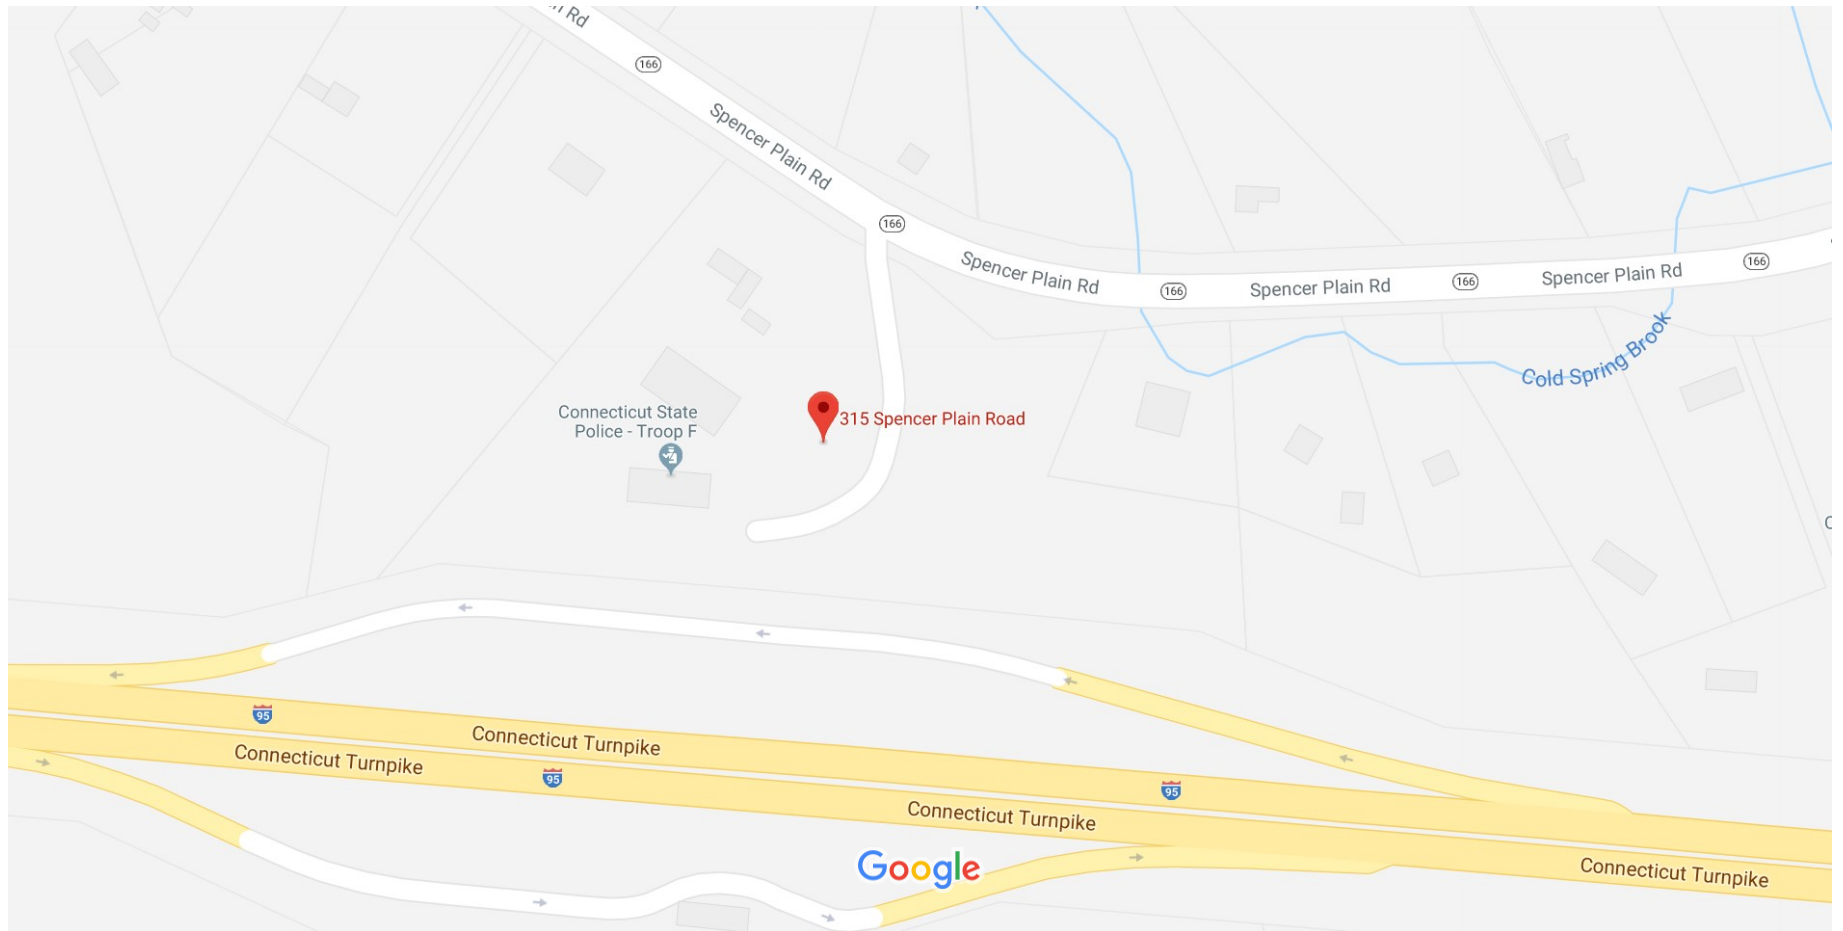 n Rd
166
Spencer Plain Rd
166
Spencer Plain Rd
166
Spencer Plain Rd
166
Spencer Plain Rd
166
Cold Spring Brook
Connecticut State
Police - Troop F
315 Spencer Plain Road
95
Connecticut Turnpike
Connecticut Turnpike
95
95
Connecticut Turnpike
Google
Connecticut Turnpike